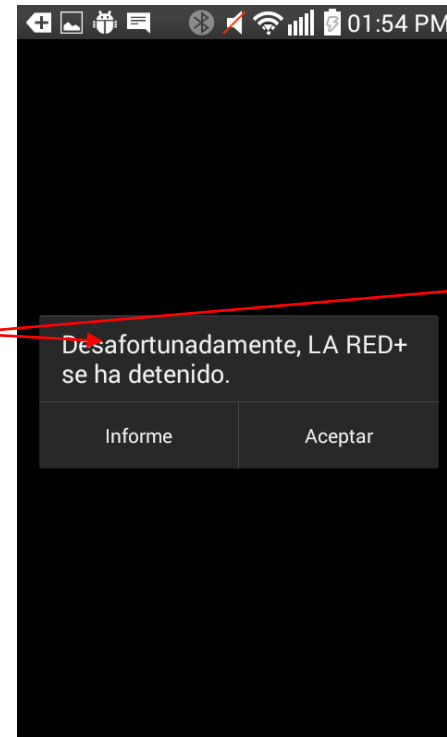 01:54 PM
Desafortunadamente, LA RED+
se ha detenido.
Informe
Aceptar